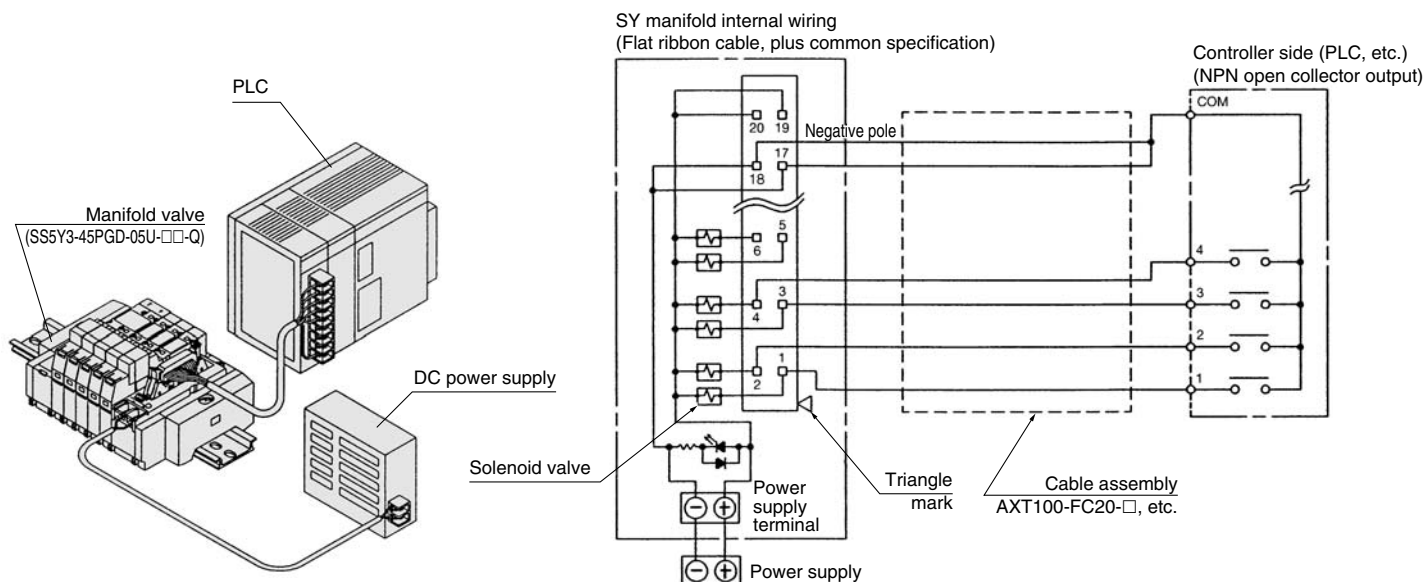 SY manifold internal wiring
(Flat ribbon cable, plus common specification)
Controller side (PLC, etc.)
(NPN open collector output)
PLC
COM
20 19
Negative pole
17
18
Manifold valve
(SS5Y3-45PGD-05U-□□-Q)
5
6
4
3
4
3
2
DC power supply
1
2
1
Solenoid valve
Triangle
mark
Cable assembly
AXT100-FC20-□, etc.
Power
supply
terminal
− +
− + Power supply